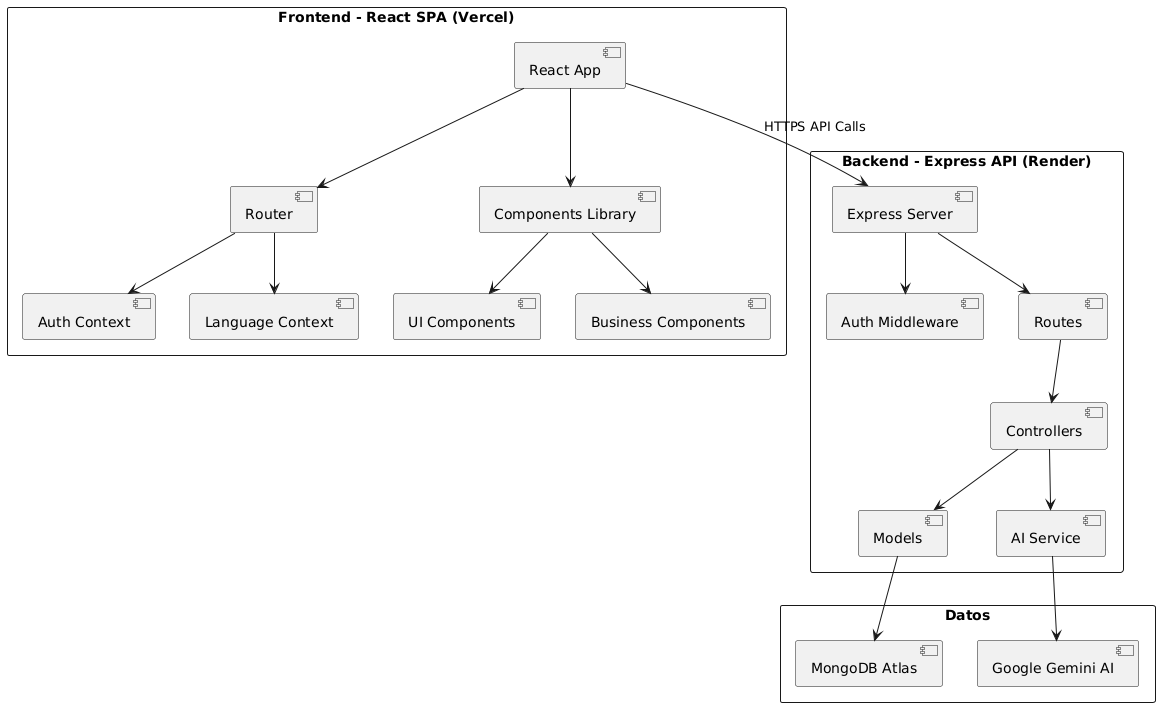 Frontend - React SPA (Vercel)
React App
HTTPS API Calls
Backend - Express API (Render)
Router
Components Library
Express Server
Auth Context
Language Context
UI Components
Business Components
Auth Middleware
Routes
Controllers
Models
AI Service
Datos
MongoDB Atlas
Google Gemini AI